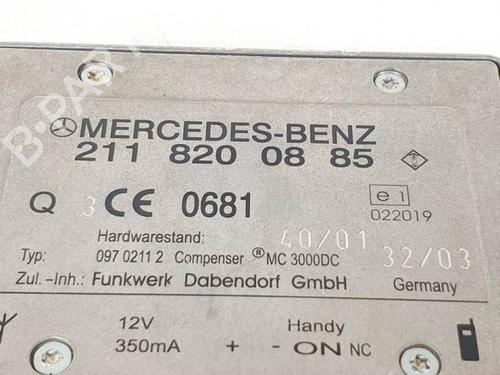 MERCEDES-BENZ
211 820 08 85
Q 3 CE 0681
e1
022019
Hardwarestand: 40/01 32/03
Typ: 097 0211 2 Compenser ® MC 3000DC
Zul. -Inh.: Funkwerk Dabendorf GmbH Germany
12V Handy
350mA + - ON NC
B-PARTS